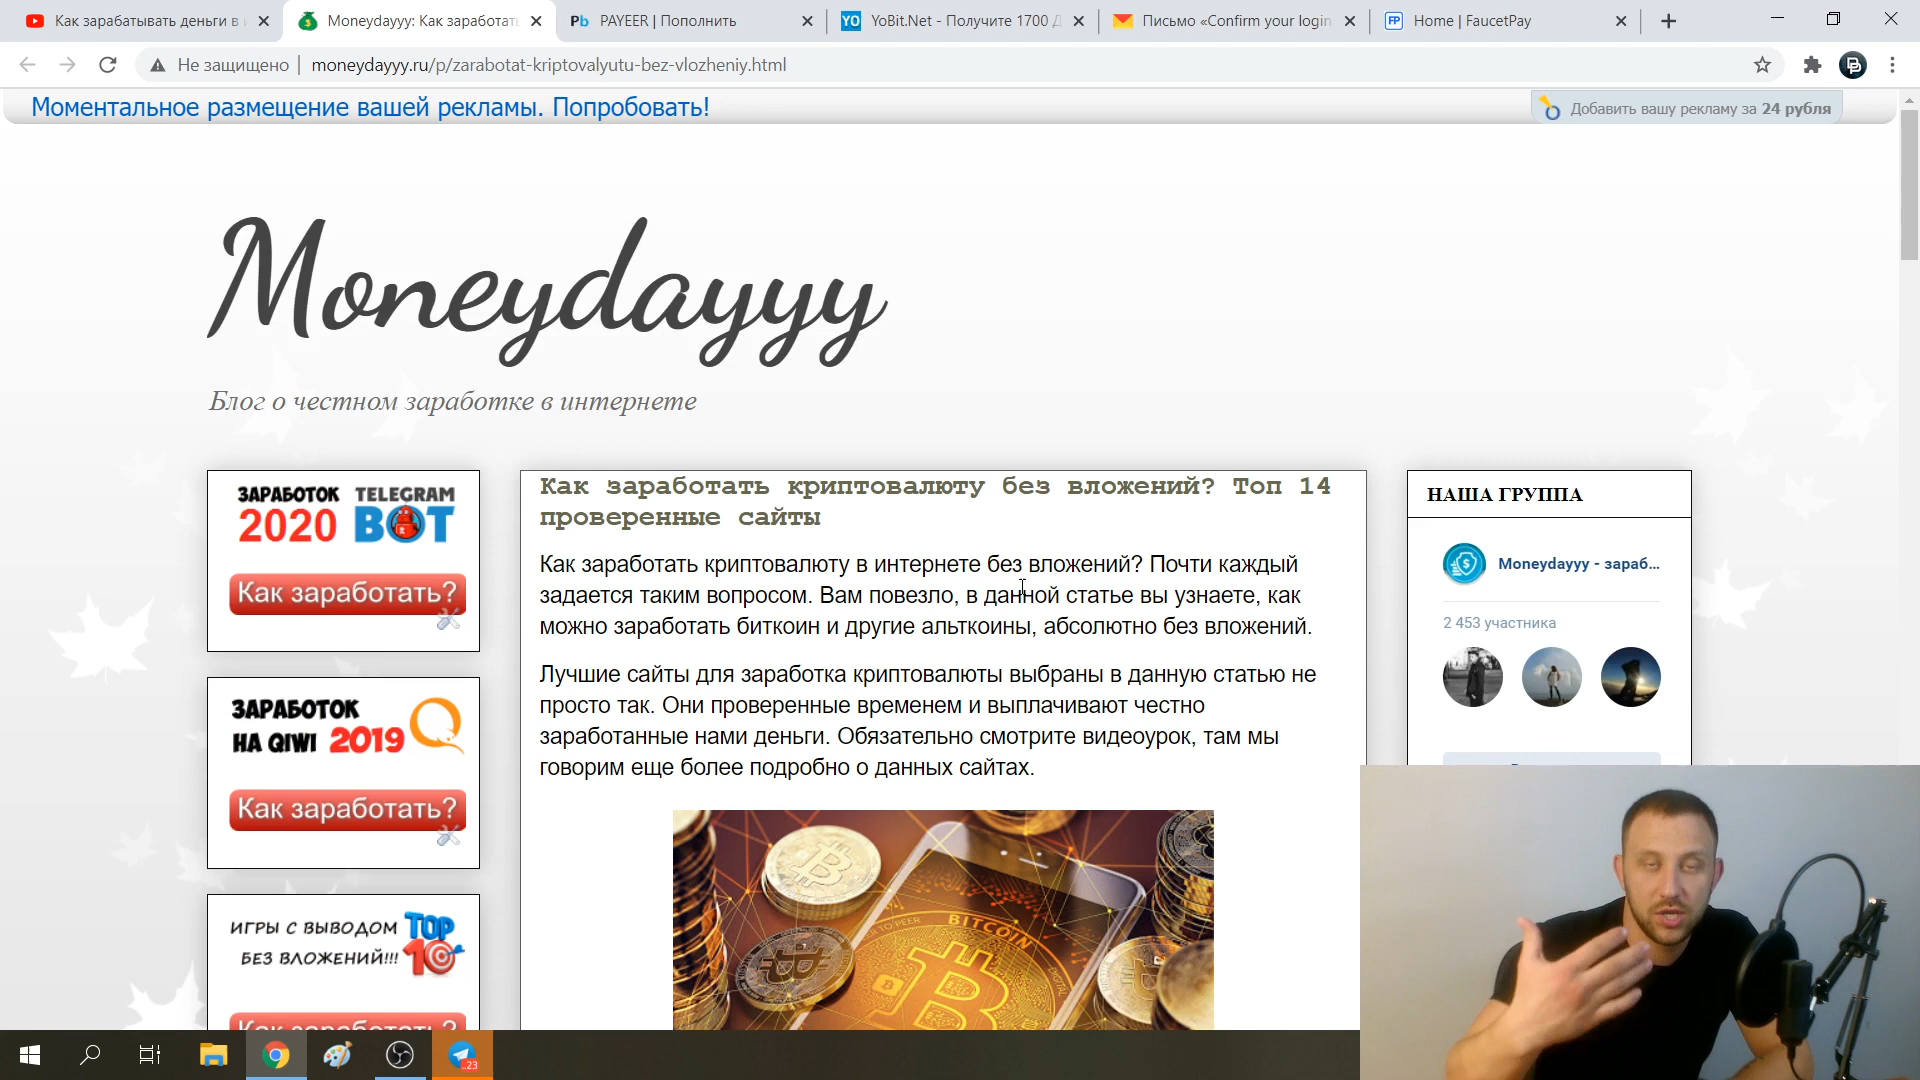 Как зарабатывать деньги в
Moneydayyy: Как заработат
PAYEER | Пополнить
YoBit.Net - Получите 1700 Д
Письмо «Confirm your login
Home | FaucetPay
Не защищено
moneydayyy.ru/p/zarabotat-kriptovalyutu-bez-vlozheniy.html
Моментальное размещение вашей рекламы. Попробовать!
Добавить вашу рекламу за 24 рубля
Moneydayyy
Блог о честном заработке в интернете
ЗАРАБОТОК TELEGRAM
2020 BOT
Как заработать?
ЗАРАБОТОК
НА QIWI 2019
Как заработать?
ИГРЫ С ВЫВОДОМ TOP
БЕЗ ВЛОЖЕНИЙ!!! 10
Как заработать?
Как заработать криптовалюту без вложений? Топ 14
проверенные сайты
Как заработать криптовалюту в интернете без вложений? Почти каждый
задается таким вопросом. Вам повезло, в данной статье вы узнаете, как
можно заработать биткоин и другие альткоины, абсолютно без вложений.
Лучшие сайты для заработка криптовалюты выбраны в данную статью не
просто так. Они проверенные временем и выплачивают честно
заработанные нами деньги. Обязательно смотрите видеоурок, там мы
говорим еще более подробно о данных сайтах.
BITCOIN
НАША ГРУППА
Moneydayyy - зараб...
2 453 участника
..23